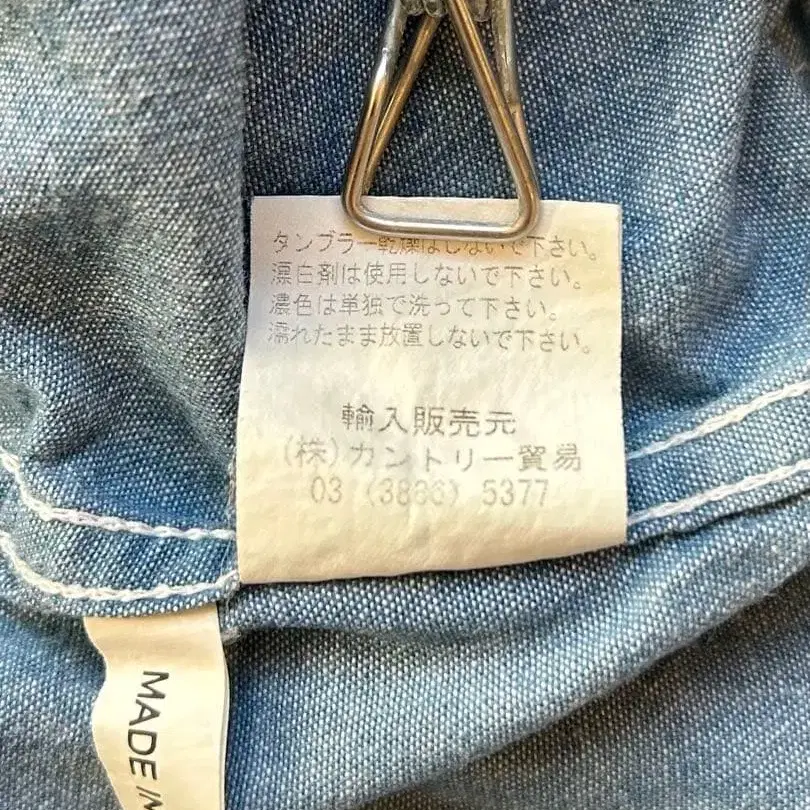 タンブラー乾燥はしないで下さい。
漂白剤は使用しないで下さい。
濃色は単独で洗って下さい。
濡れたまま放置しないで下さい。
輸入販売元
(株)カントリー貿易
03 (3866) 5377
MADE IN